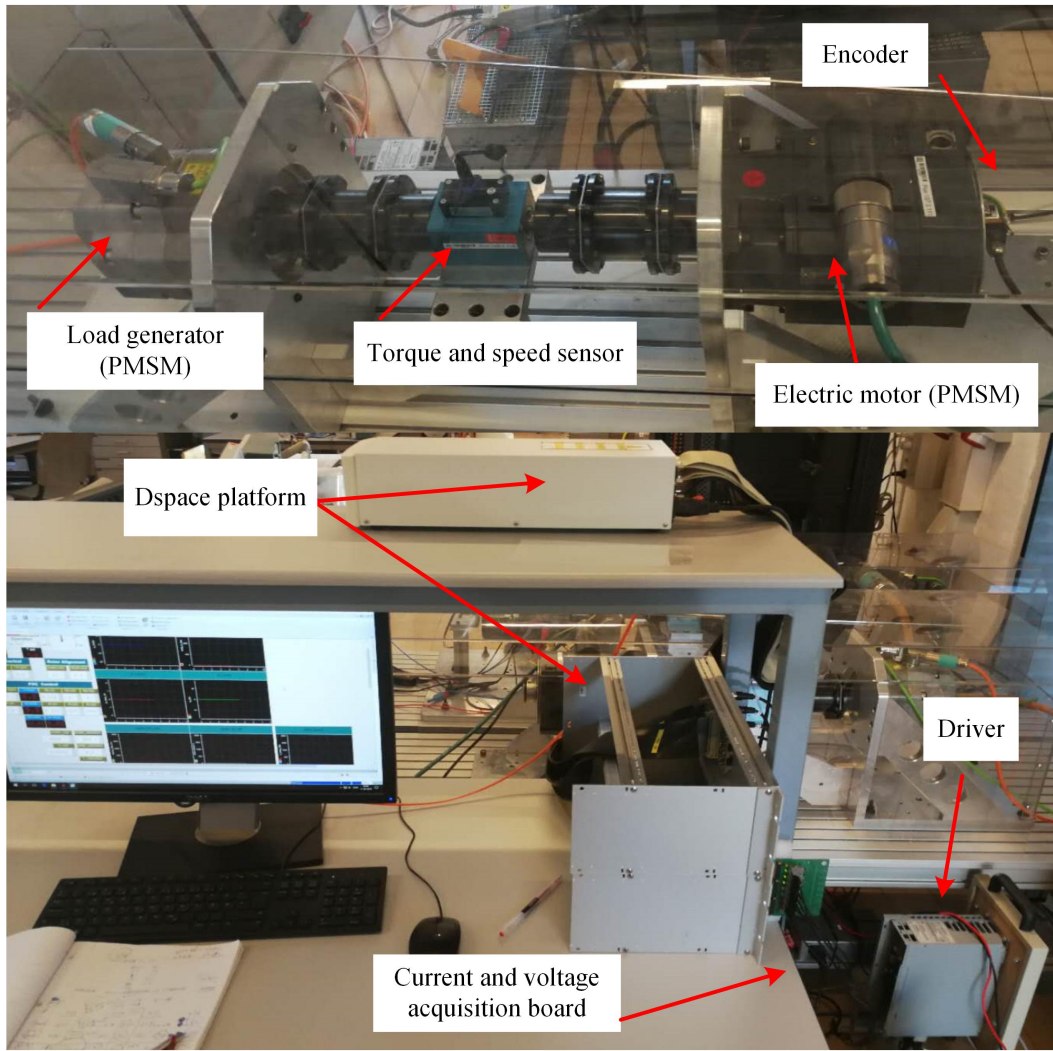 Encoder
Load generator
(PMSM)
Torque and speed sensor
Electric motor (PMSM)
Dspace platform
Driver
Current and voltage
acquisition board